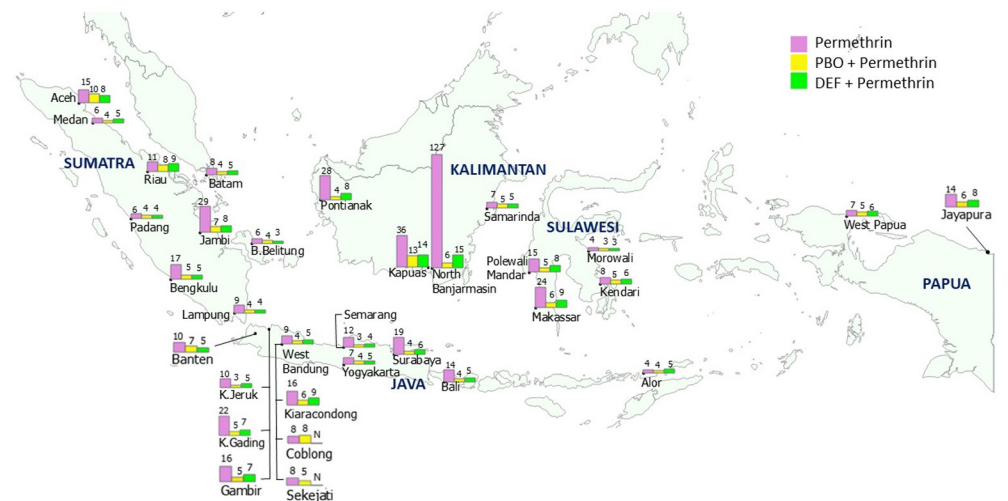 Permethrin
PBO + Permethrin
DEF + Permethrin
15 10 8
Aceh
6 4 5
Medan
SUMATRA
11 8 9
Riau
8 4 5
Batam
6 4 4
Padang
29 7 8
Jambi
6 4 3
B.Belitung
17 5 5
Bengkulu
9 4 4
Lampung
28 4 8
Pontianak
127 6 15
North
Banjarmasin
KALIMANTAN
36 13 14
Kapuas
7 5 5
Samarinda
SULAWESI
4 3 3
Morowali
15 5 8
Polewali
Mandar
8 5 6
Kendari
24 6 9
Makassar
7 5 6
West Papua
14 6 8
Jayapura
PAPUA
10 7 5
Banten
9 4 5
West
Bandung
Semarang
12 3 4
7 4 5
Yogyakarta
19 4 6
Surabaya
JAVA
14 4 5
Bali
4 4 5
Alor
10 3 5
K.Jeruk
16 6 9
Kiaracondong
22 5 7
K.Gading
8 8 N
Coblong
16 5 7
Gambir
8 5 N
Sekejati